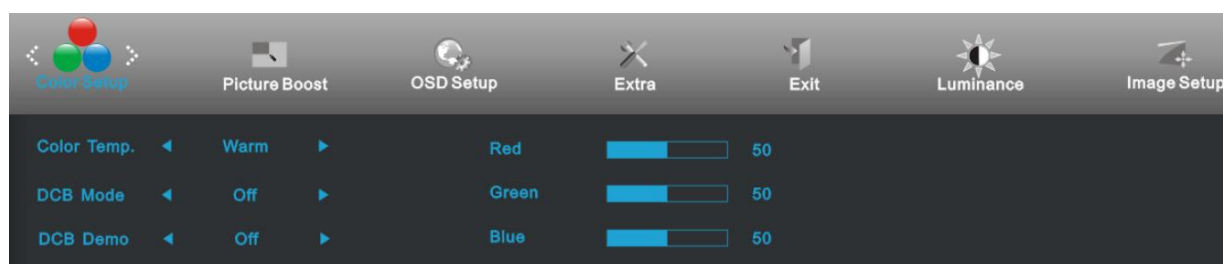 Color Setup Picture Boost OSD Setup Extra Exit Luminance Image Setup
Color Temp. Warm Red 50
DCB Mode Off Green 50
DCB Demo Off Blue 50